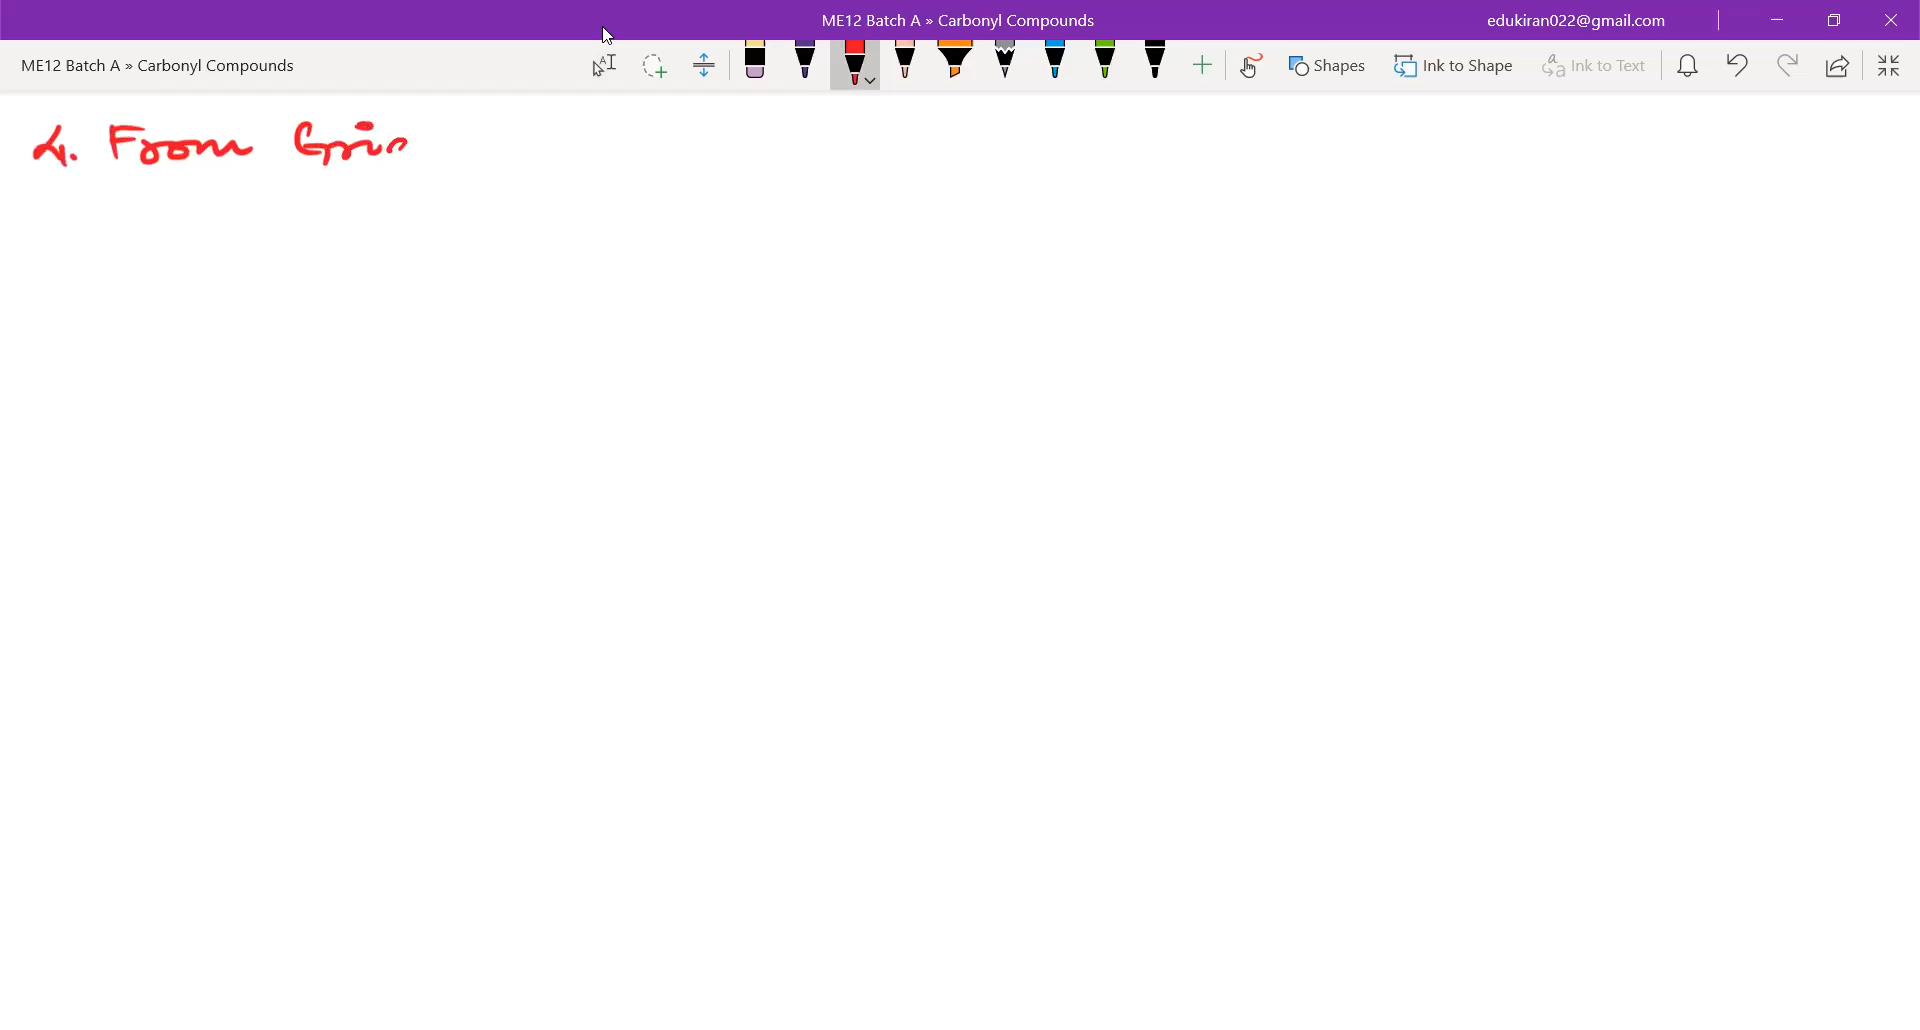 ME12 Batch A » Carbonyl Compounds
edukiran022@gmail.com
ME12 Batch A » Carbonyl Compounds
Shapes
Ink to Shape
Ink to Text
4. From Gri